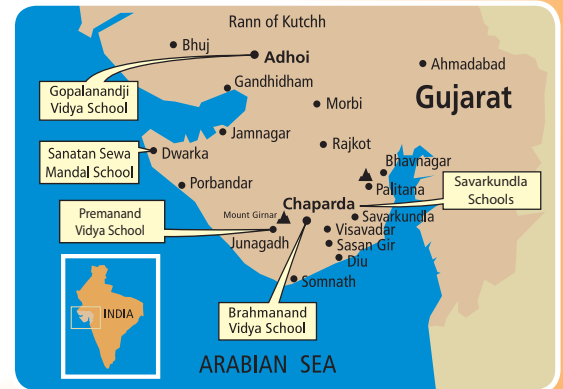 Rann of Kutchh
Bhuj
Adhoi
Ahmadabad
Gopalanandji
Vidya School
Gandhidham
Morbi
Gujarat
Jamnagar
Rajkot
Sanatan Sewa
Mandal School
Dwarka
Bhavnagar
Porbandar
Palitana
Savarkundla
Schools
Chaparda
Premanand
Vidya School
Mount Girnar
Savarkundla
Visavadar
Junagadh
Sasan Gir
Diu
Somnath
INDIA
Brahmanand
Vidya School
ARABIAN SEA